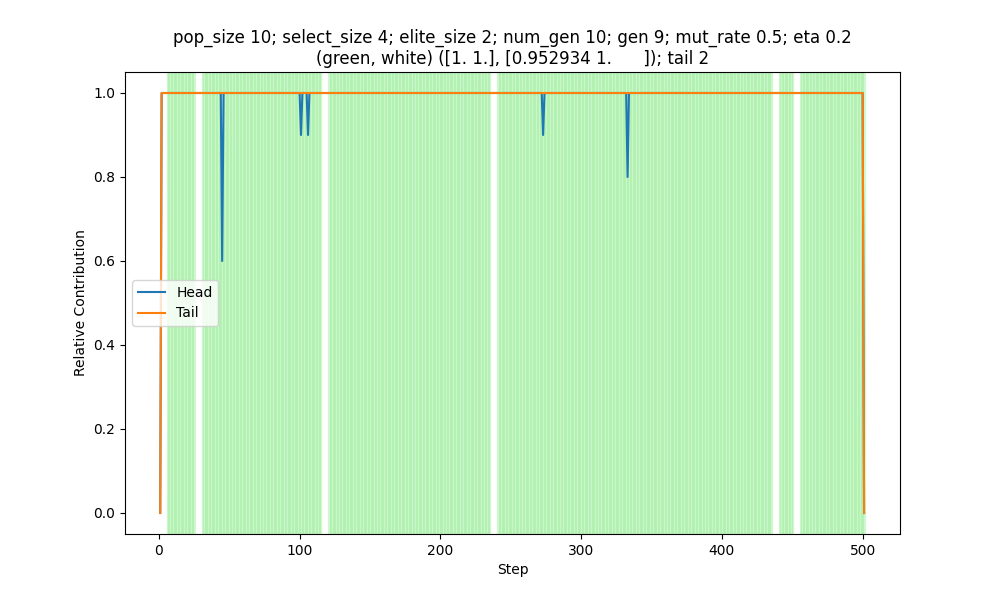 pop_size 10; select_size 4; elite_size 2; num_gen 10; gen 9; mut_rate 0.5; eta 0.2
(green, white) ([1. 1.], [0.952934 1.      ]); tail 2
1.0
0.8
0.6
0.4
0.2
0.0
Relative Contribution
Head
Tail
0
100
200
300
400
500
Step